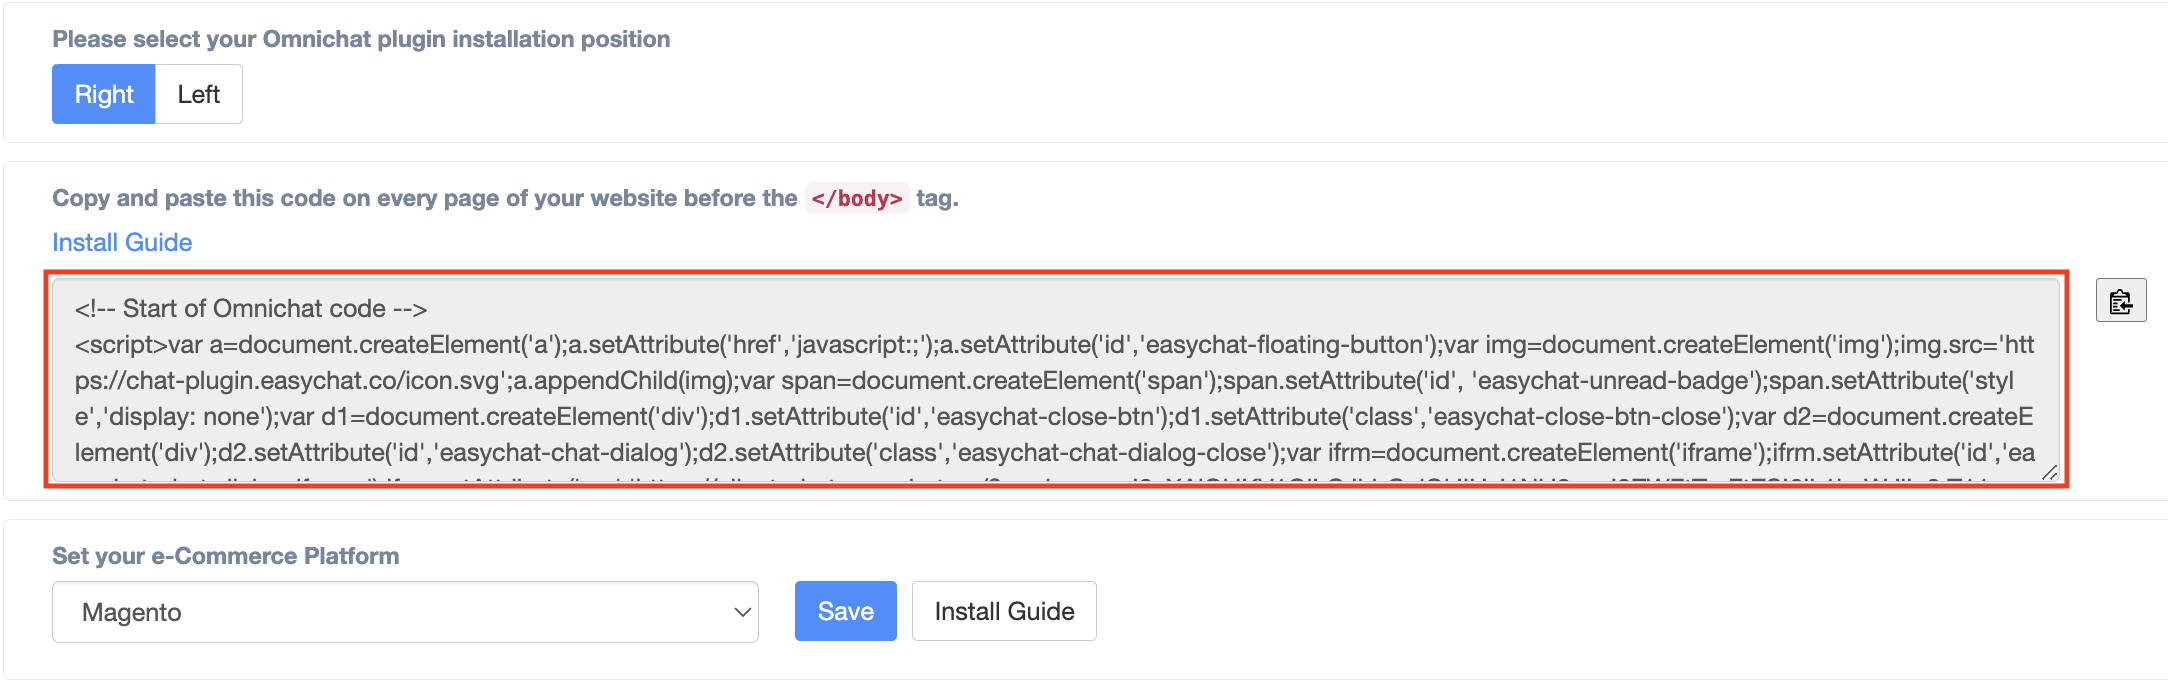 Please select your Omnichat plugin installation position
Right Left
Copy and paste this code on every page of your website before the </body> tag.
Install Guide
<!-- Start of Omnichat code -->
<script>var a=document.createElement('a');a.setAttribute('href','javascript:;');a.setAttribute('id','easychat-floating-button');var img=document.createElement('img');img.src='htt
ps://chat-plugin.easychat.co/icon.svg';a.appendChild(img);var span=document.createElement('span');span.setAttribute('id', 'easychat-unread-badge');span.setAttribute('styl
e','display: none');var d1=document.createElement('div');d1.setAttribute('id','easychat-close-btn');d1.setAttribute('class','easychat-close-btn-close');var d2=document.createE
lement('div');d2.setAttribute('id','easychat-chat-dialog');d2.setAttribute('class','easychat-chat-dialog-close');var ifrm=document.createElement('iframe');ifrm.setAttribute('id','ea
Set your e-Commerce Platform
Magento Save Install Guide